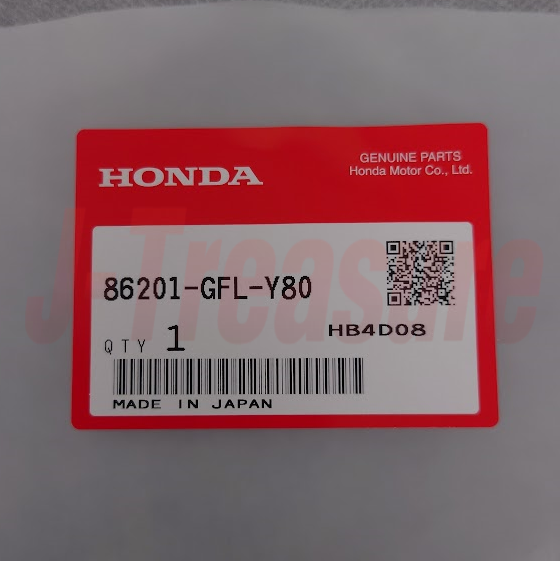 HONDA
GENUINE PARTS
Honda Motor Co., Ltd.
86201-GFL-Y80
HB4D08
QTY 1
MADE IN JAPAN
J-Treasure